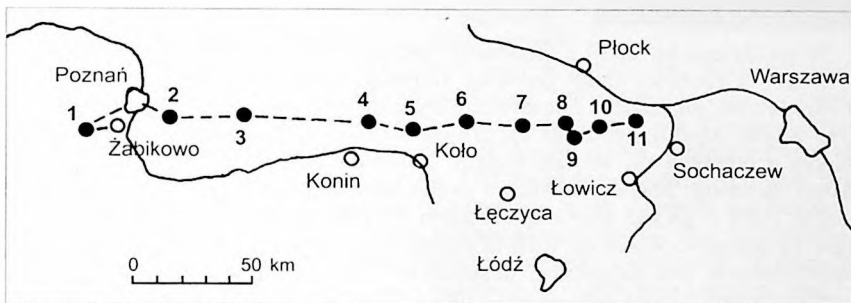 Płock
Warszawa
Poznań
1
2
3
4
5
6
7
8
9
10
11
Żabikowo
Konin
Koło
Łęczyca
Łowicz
Sochaczew
Łódź
0 50 km